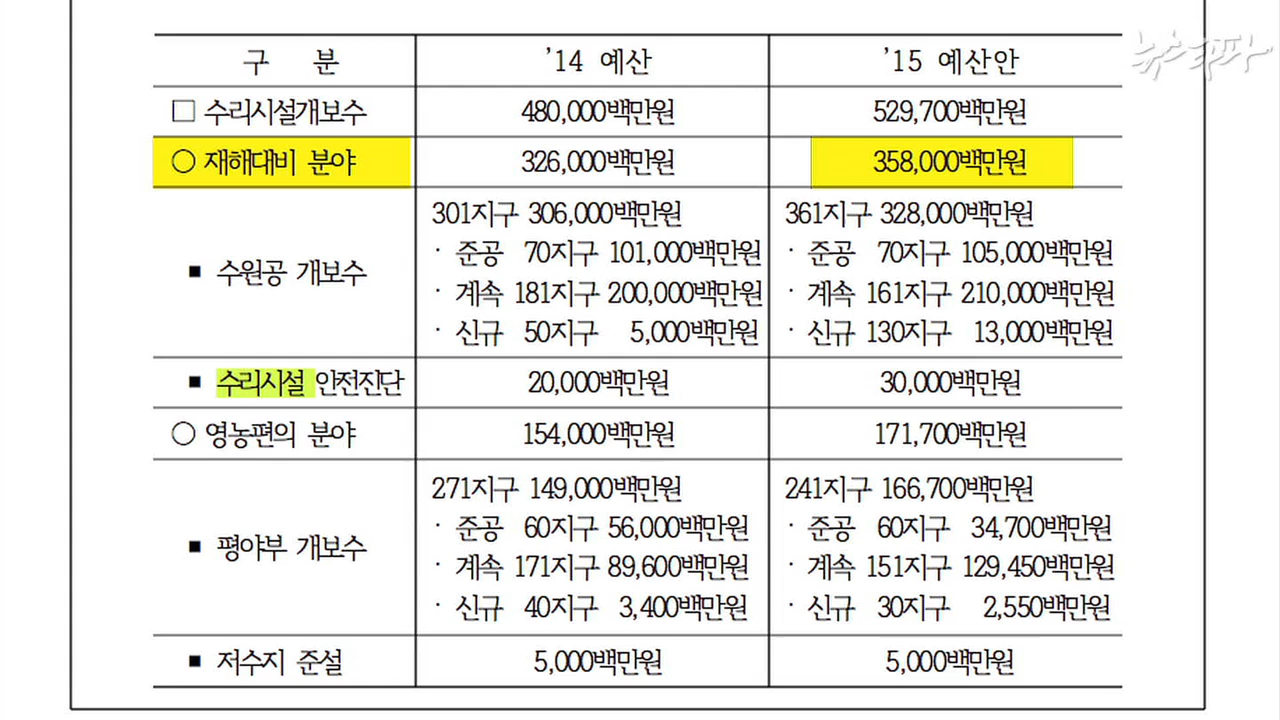 뉴스타파
구 분 '14 예산 '15 예산안
□ 수리시설개보수 480,000백만원 529,700백만원
○ 재해대비 분야 326,000백만원 358,000백만원
■ 수원공 개보수
301지구 306,000백만원
· 준공 70지구 101,000백만원
· 계속 181지구 200,000백만원
· 신규 50지구 5,000백만원
361지구 328,000백만원
· 준공 70지구 105,000백만원
· 계속 161지구 210,000백만원
· 신규 130지구 13,000백만원
■ 수리시설 안전진단 20,000백만원 30,000백만원
○ 영농편의 분야 154,000백만원 171,700백만원
■ 평야부 개보수
271지구 149,000백만원
· 준공 60지구 56,000백만원
· 계속 171지구 89,600백만원
· 신규 40지구 3,400백만원
241지구 166,700백만원
· 준공 60지구 34,700백만원
· 계속 151지구 129,450백만원
· 신규 30지구 2,550백만원
■ 저수지 준설 5,000백만원 5,000백만원